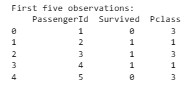 First five observations:
PassengerId Survived Pclass
0 1 0 3
1 2 1 1
2 3 1 3
3 4 1 1
4 5 0 3